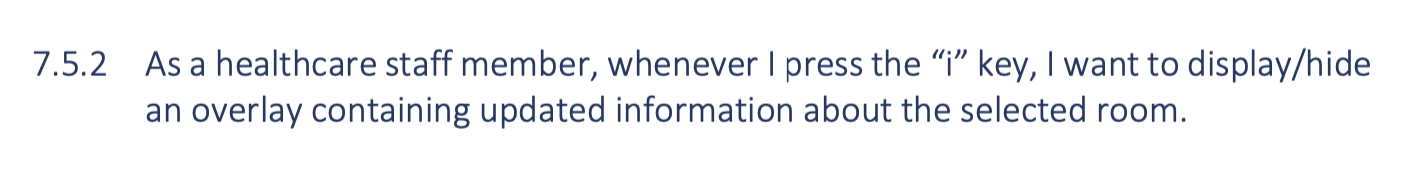 7.5.2 As a healthcare staff member, whenever I press the “i” key, I want to display/hide
an overlay containing updated information about the selected room.